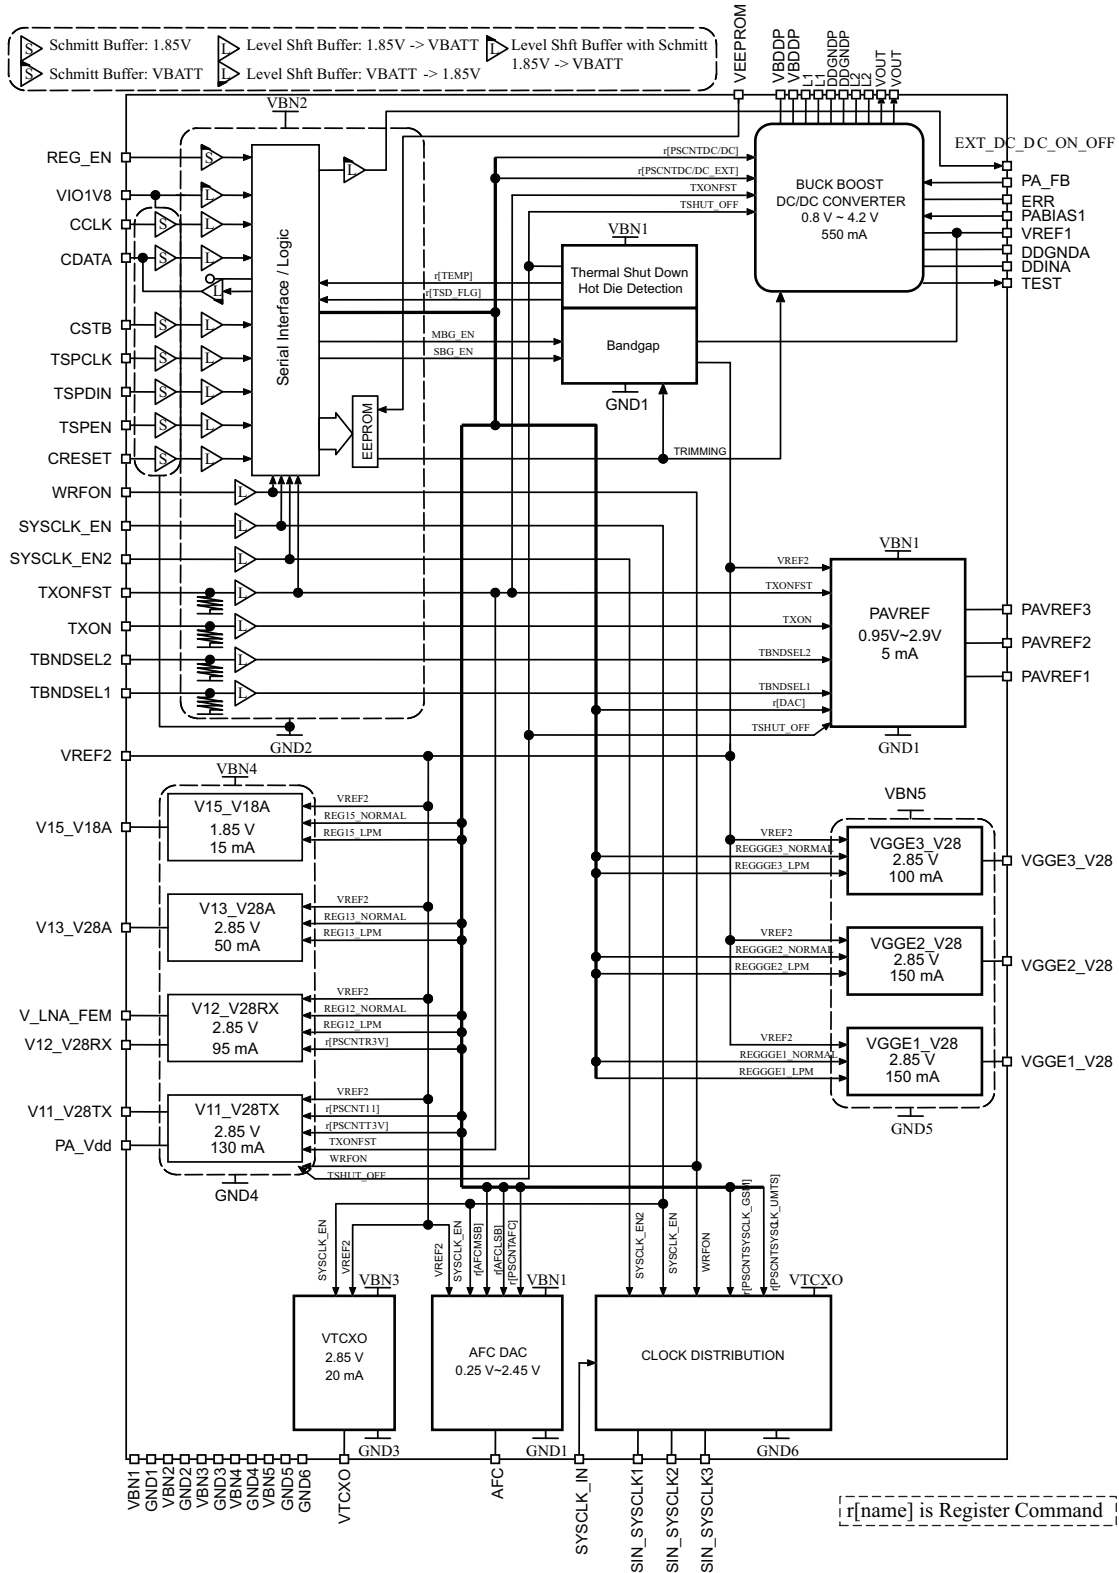 Schmitt Buffer: 1.85V
Level Shft Buffer: 1.85V -> VBATT
Level Shft Buffer with Schmitt
1.85V -> VBATT
Schmitt Buffer: VBATT
Level Shft Buffer: VBATT -> 1.85V
VEEPROM
VBDDP
VBDDP
L1
L1
DDGNDP
DDGNDP
L2
L2
VOUT
VOUT
VBN2
REG_EN
VIO1V8
CCLK
CDATA
CSTB
TSPCLK
TSPDIN
TSPEN
CRESET
WRFON
SYSCLK_EN
SYSCLK_EN2
TXONFST
TXON
TBNDSEL2
TBNDSEL1
VREF2
Serial Interface / Logic
EEPROM
GND2
r[PSCNTDC/DC]
r[PSCNTDC/DC_EXT]
TXONFST
TSHUT_OFF
BUCK BOOST
DC/DC CONVERTER
0.8 V ~ 4.2 V
550 mA
EXT_DC_DC_ON_OFF
PA_FB
ERR
PABIAS1
VREF1
DDGNDA
DDINA
TEST
VBN1
Thermal Shut Down
Hot Die Detection
Bandgap
GND1
r[TEMP]
r[TSD_FLG]
MBG_EN
SBG_EN
TRIMMING
VBN1
VREF2
TXONFST
TXON
TBNDSEL2
TBNDSEL1
r[DAC]
TSHUT_OFF
PAVREF
0.95V~2.9V
5 mA
GND1
PAVREF3
PAVREF2
PAVREF1
VBN4
V15_V18A
V15_V18A
1.85 V
15 mA
VREF2
REG15_NORMAL
REG15_LPM
V13_V28A
V13_V28A
2.85 V
50 mA
VREF2
REG13_NORMAL
REG13_LPM
V_LNA_FEM
V12_V28RX
V12_V28RX
2.85 V
95 mA
VREF2
REG12_NORMAL
REG12_LPM
r[PSCNTR3V]
V11_V28TX
PA_Vdd
V11_V28TX
2.85 V
130 mA
VREF2
r[PSCNT11]
r[PSCNTT3V]
TXONFST
WRFON
TSHUT_OFF
GND4
VBN5
VREF2
REGGGE3_NORMAL
REGGGE3_LPM
VGGE3_V28
2.85 V
100 mA
VGGE3_V28
VREF2
REGGGE2_NORMAL
REGGGE2_LPM
VGGE2_V28
2.85 V
150 mA
VGGE2_V28
VREF2
REGGGE1_NORMAL
REGGGE1_LPM
VGGE1_V28
2.85 V
150 mA
VGGE1_V28
GND5
SYSCLK_EN
VREF2
VBN3
VTCXO
2.85 V
20 mA
GND3
VREF2
SYSCLK_EN
r[AFCMSB]
r[AFCLSB]
r[PSCNTAFC]
VBN1
AFC DAC
0.25 V~2.45 V
GND1
SYSCLK_EN2
SYSCLK_EN
WRFON
r[PSCNTSYSCLK_GSM]
r[PSCNTSYSCLK_UMTS]
VTCXO
CLOCK DISTRIBUTION
GND6
VBN1
GND1
VBN2
GND2
VBN3
GND3
VBN4
GND4
VBN5
GND5
GND6
VTCXO
AFC
SYSCLK_IN
SIN_SYSCLK1
SIN_SYSCLK2
SIN_SYSCLK3
r[name] is Register Command